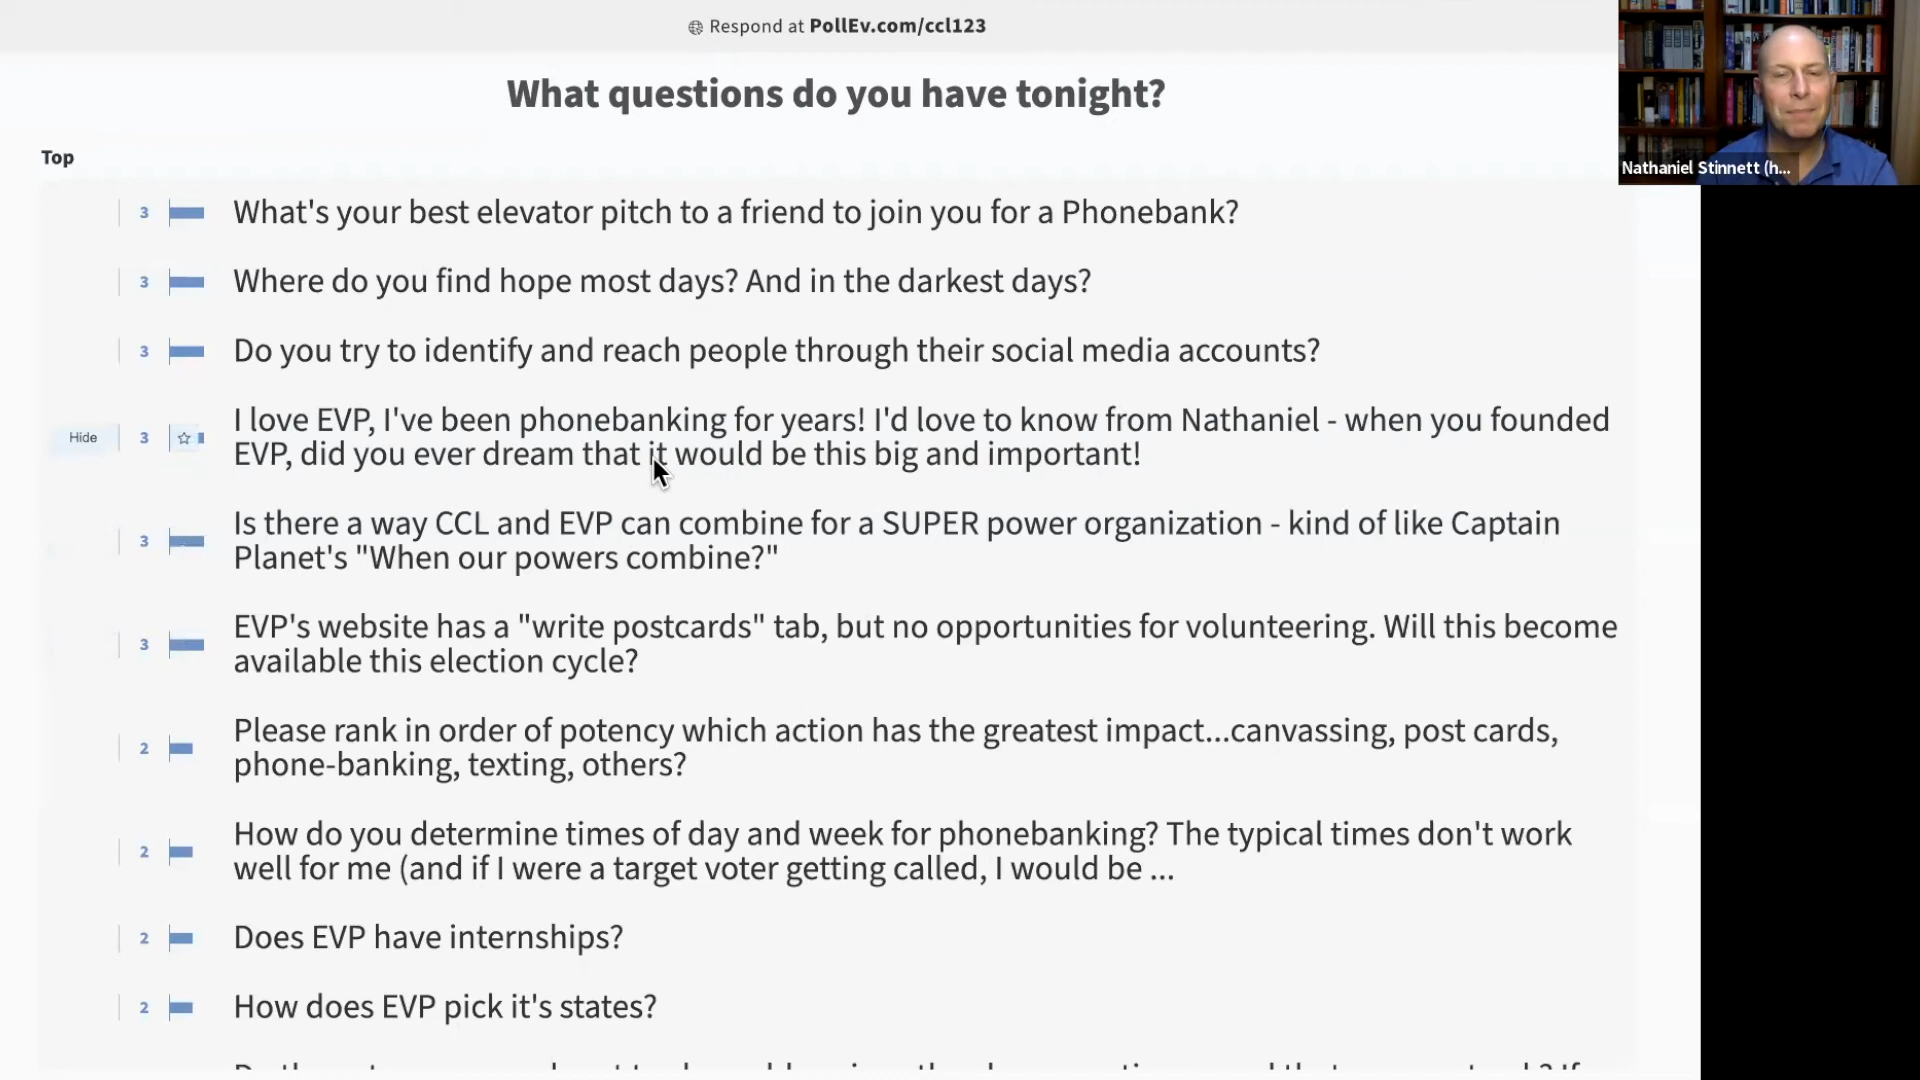 Respond at PollEv.com/ccl123
What questions do you have tonight?
Nathaniel Stinnett (h...
Top
3 What's your best elevator pitch to a friend to join you for a Phonebank?
3 Where do you find hope most days? And in the darkest days?
3 Do you try to identify and reach people through their social media accounts?
Hide 3 I love EVP, I've been phonebanking for years! I'd love to know from Nathaniel - when you founded
EVP, did you ever dream that it would be this big and important!
3 Is there a way CCL and EVP can combine for a SUPER power organization - kind of like Captain
Planet's "When our powers combine?"
3 EVP's website has a "write postcards" tab, but no opportunities for volunteering. Will this become
available this election cycle?
2 Please rank in order of potency which action has the greatest impact...canvassing, post cards,
phone-banking, texting, others?
2 How do you determine times of day and week for phonebanking? The typical times don't work
well for me (and if I were a target voter getting called, I would be ...
2 Does EVP have internships?
2 How does EVP pick it's states?